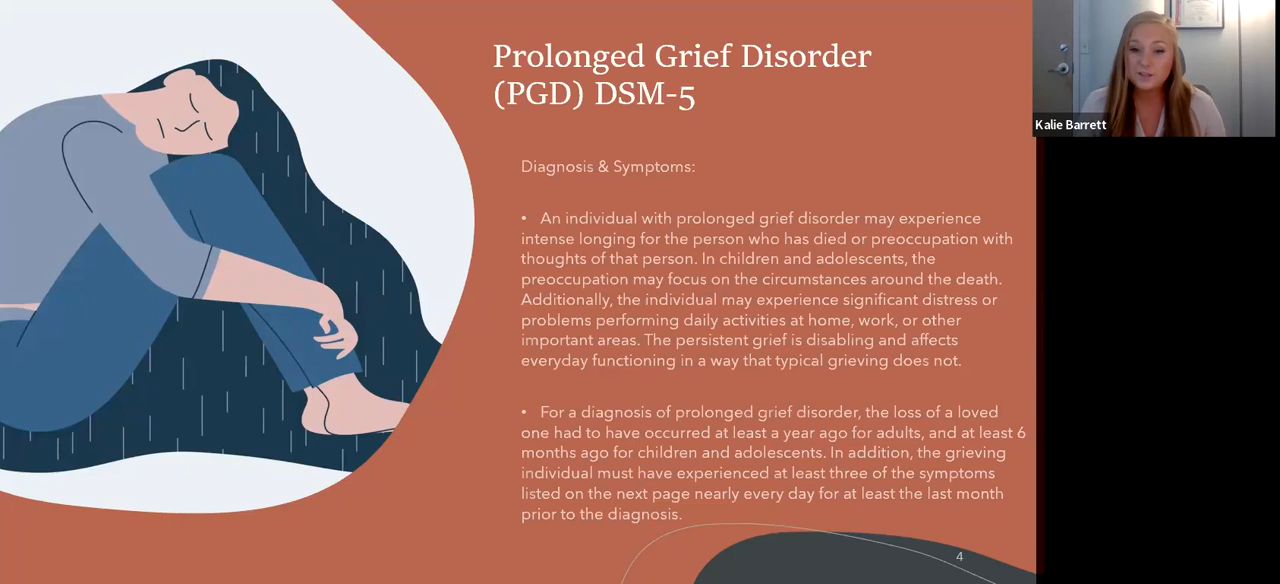 Prolonged Grief Disorder
(PGD) DSM-5
Kalie Barrett
Diagnosis & Symptoms:
• An individual with prolonged grief disorder may experience
intense longing for the person who has died or preoccupation with
thoughts of that person. In children and adolescents, the
preoccupation may focus on the circumstances around the death.
Additionally, the individual may experience significant distress or
problems performing daily activities at home, work, or other
important areas. The persistent grief is disabling and affects
everyday functioning in a way that typical grieving does not.
• For a diagnosis of prolonged grief disorder, the loss of a loved
one had to have occurred at least a year ago for adults, and at least 6
months ago for children and adolescents. In addition, the grieving
individual must have experienced at least three of the symptoms
listed on the next page nearly every day for at least the last month
prior to the diagnosis.
4